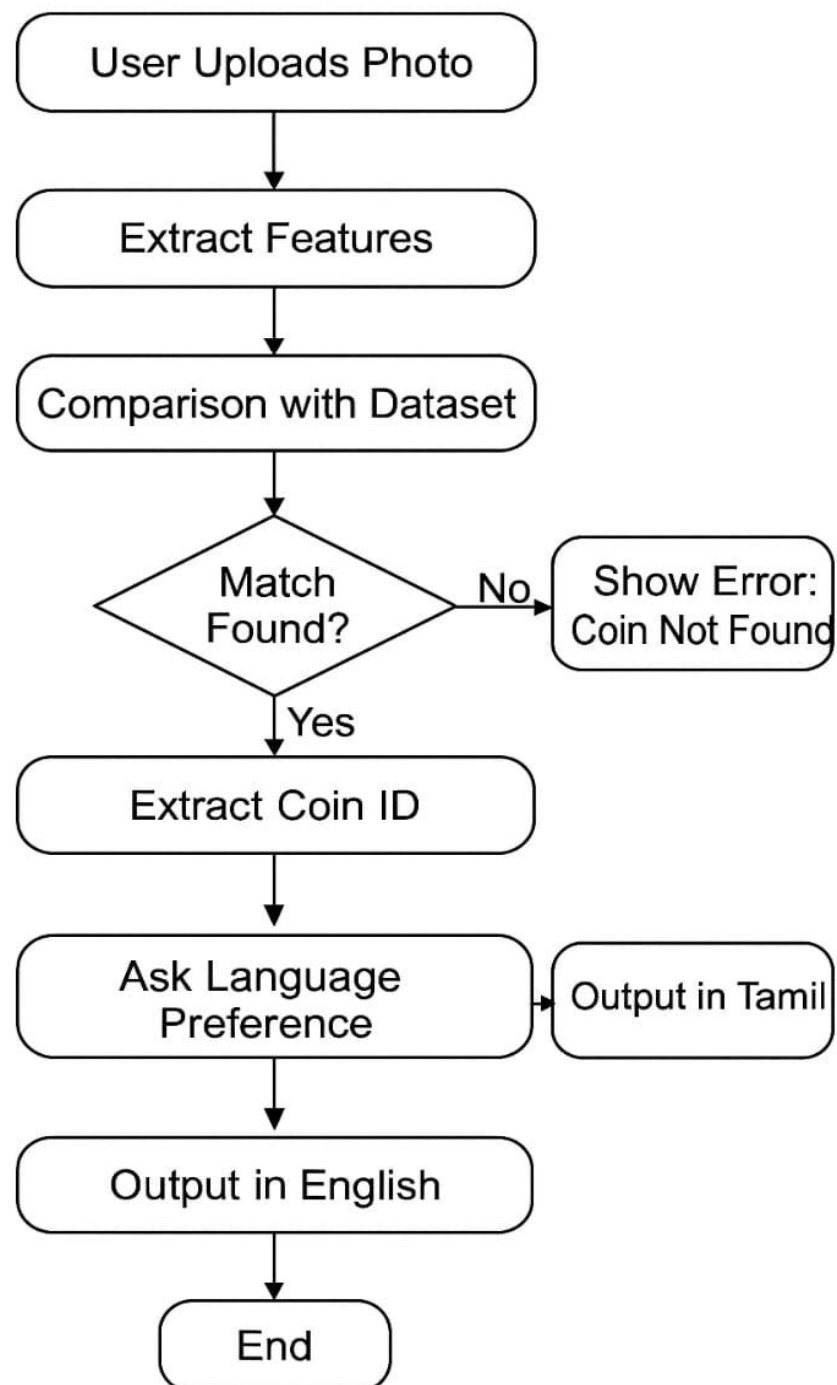 User Uploads Photo
Extract Features
Comparison with Dataset
Match
Found?
No
Show Error:
Coin Not Found
Yes
Extract Coin ID
Ask Language
Preference
Output in Tamil
Output in English
End